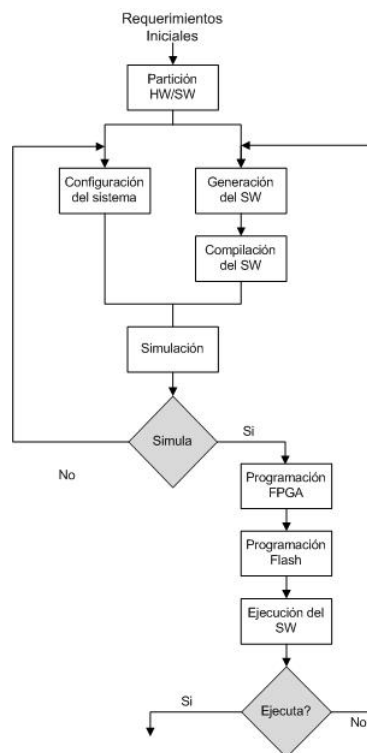 Requerimientos
Iniciales
Partición
HW/SW
Configuración
del sistema
Generación
del SW
Compilación
del SW
Simulación
Simula
Si
No
Programación
FPGA
Programación
Flash
Ejecución del
SW
Ejecuta?
Si
No